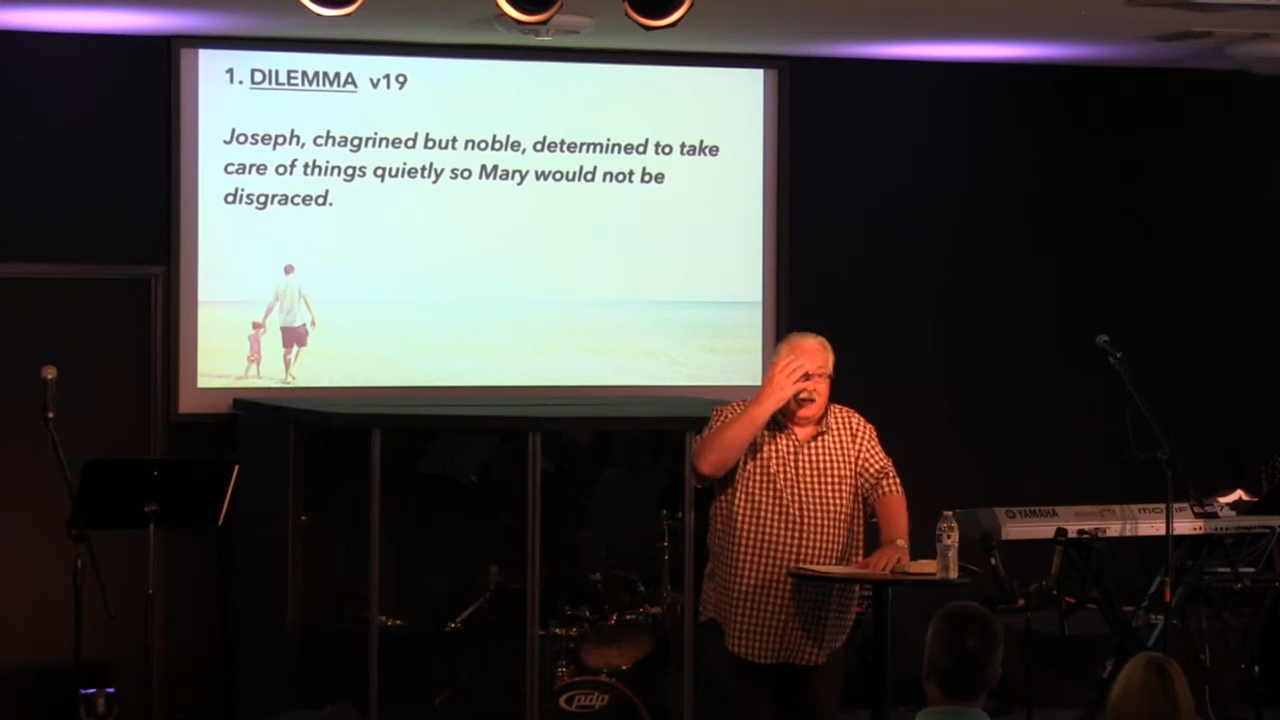 1. DILEMMA v19
Joseph, chagrined but noble, determined to take
care of things quietly so Mary would not be
disgraced.
YAMAHA
pdp